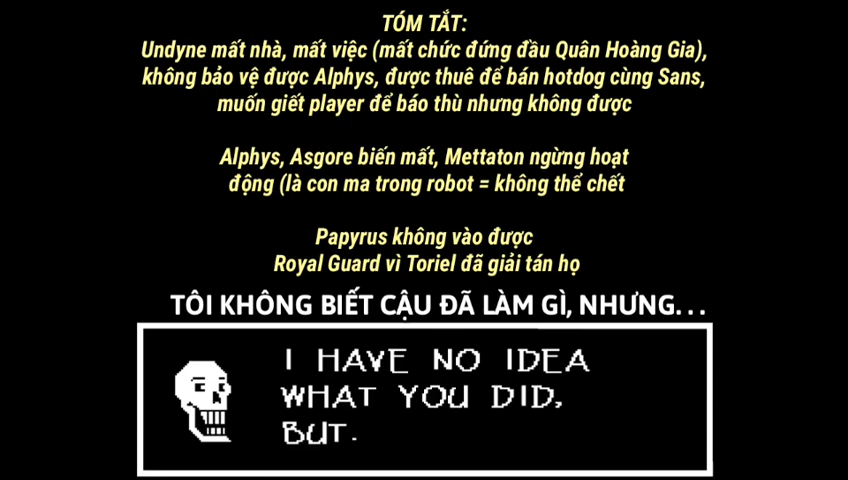 TÓM TẮT:
Undyne mất nhà, mất việc (mất chức đứng đầu Quân Hoàng Gia),
không bảo vệ được Alphys, được thuê để bán hotdog cùng Sans,
muốn giết player để báo thù nhưng không được
Alphys, Asgore biến mất, Mettaton ngừng hoạt
động (là con ma trong robot = không thể chết
Papyrus không vào được
Royal Guard vì Toriel đã giải tán họ
TÔI KHÔNG BIẾT CẬU ĐÃ LÀM GÌ, NHƯNG...
I HAVE NO IDEA
WHAT YOU DID,
BUT.